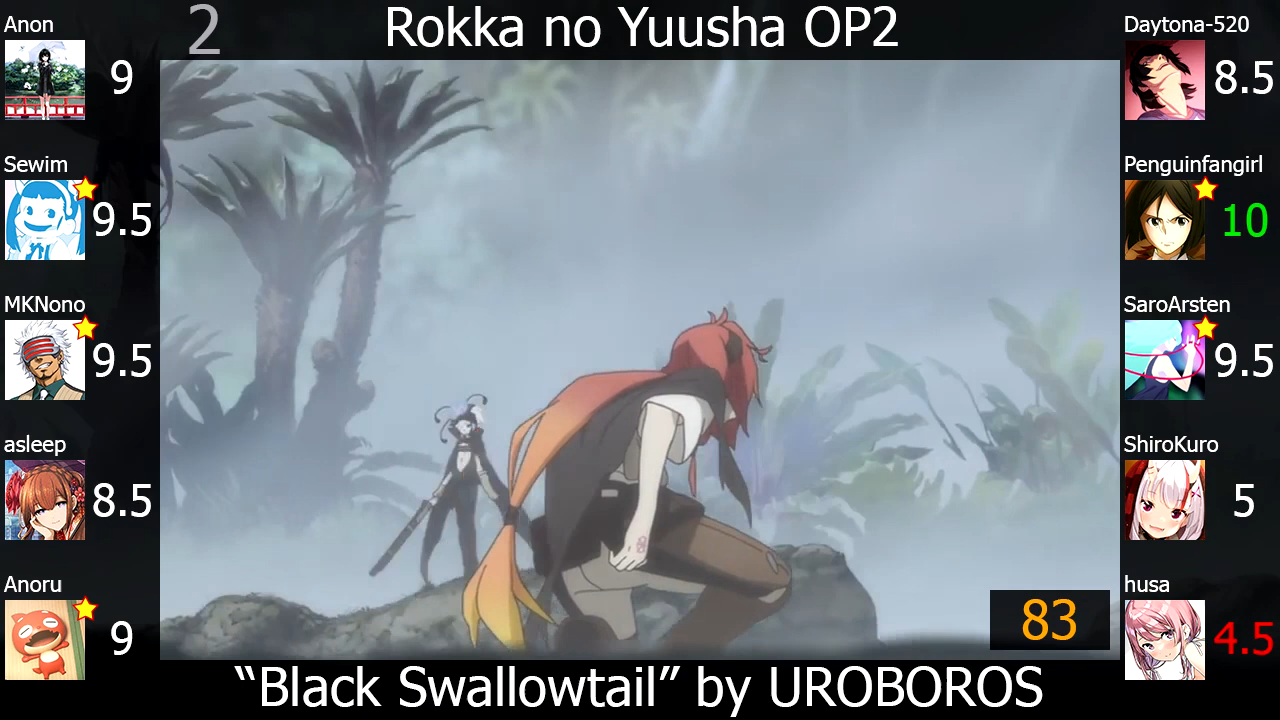 Anon
9
2
Rokka no Yuusha OP2
Daytona-520
8.5
Sewim
9.5
Penguinfangirl
10
MKNono
9.5
SaroArsten
9.5
asleep
8.5
ShiroKuro
5
Anoru
9
83
husa
4.5
“Black Swallowtail” by UROBOROS